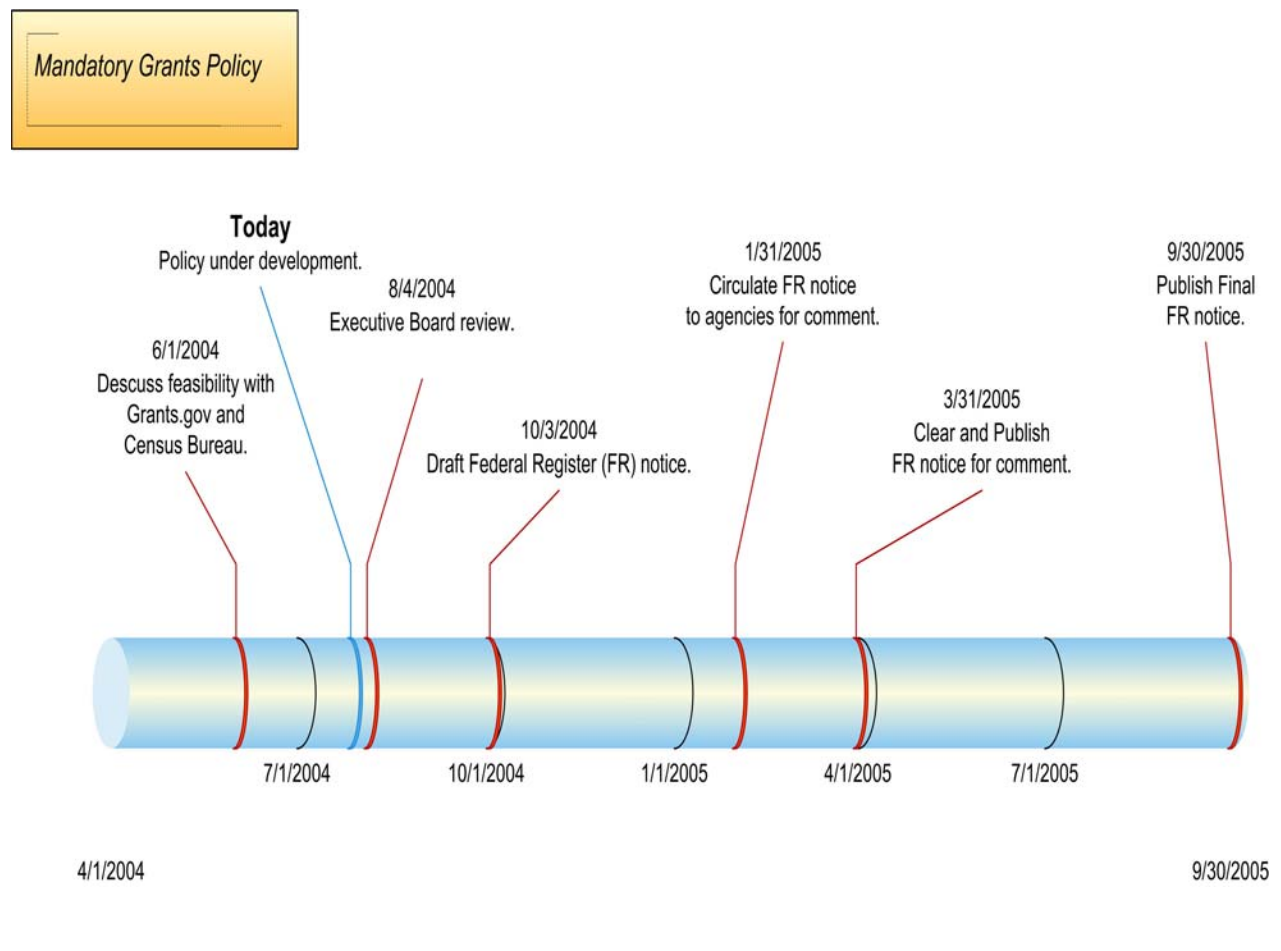 Mandatory Grants Policy
Today
Policy under development.
8/4/2004
Executive Board review.
1/31/2005
Circulate FR notice
to agencies for comment.
9/30/2005
Publish Final
FR notice.
6/1/2004
Descuss feasibility with
Grants.gov and
Census Bureau.
10/3/2004
Draft Federal Register (FR) notice.
3/31/2005
Clear and Publish
FR notice for comment.
7/1/2004
10/1/2004
1/1/2005
4/1/2005
7/1/2005
4/1/2004
9/30/2005